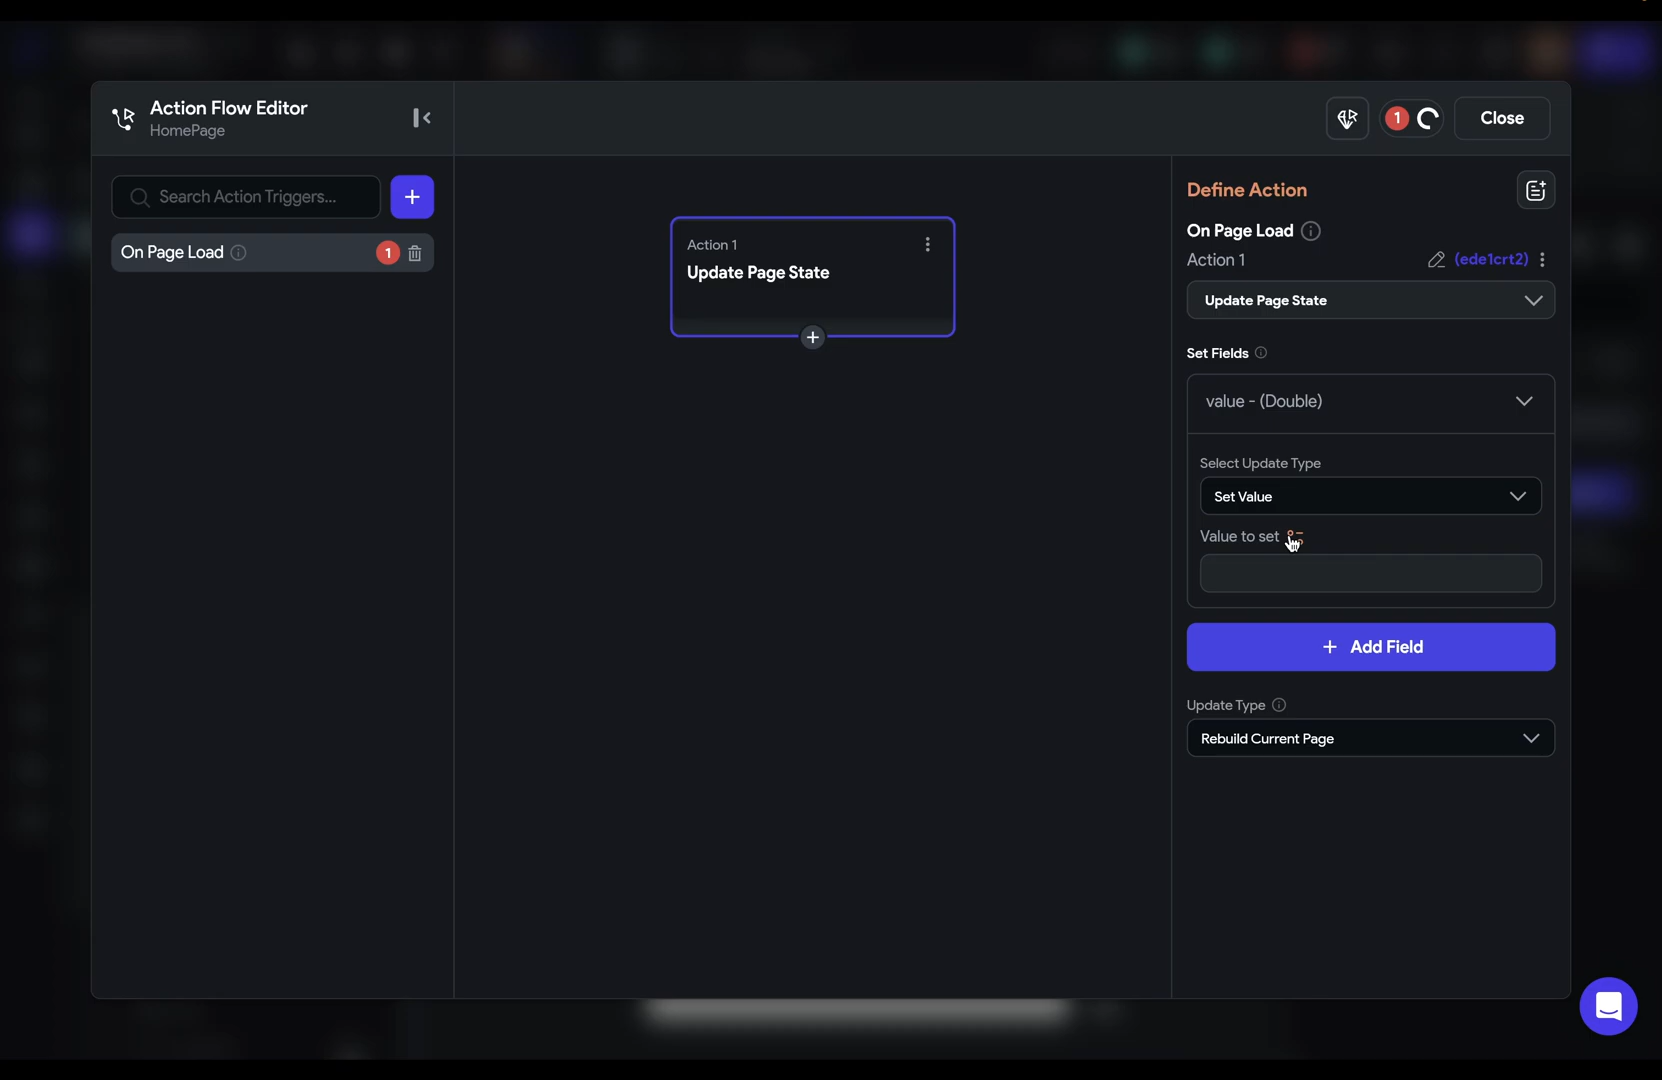 Action Flow Editor
HomePage
1
Close
Search Action Triggers...
On Page Load
1
Action 1
Update Page State
Define Action
On Page Load
Action 1
(ede1crt2)
Update Page State
Set Fields
value - (Double)
Select Update Type
Set Value
Value to set
Add Field
Update Type
Rebuild Current Page